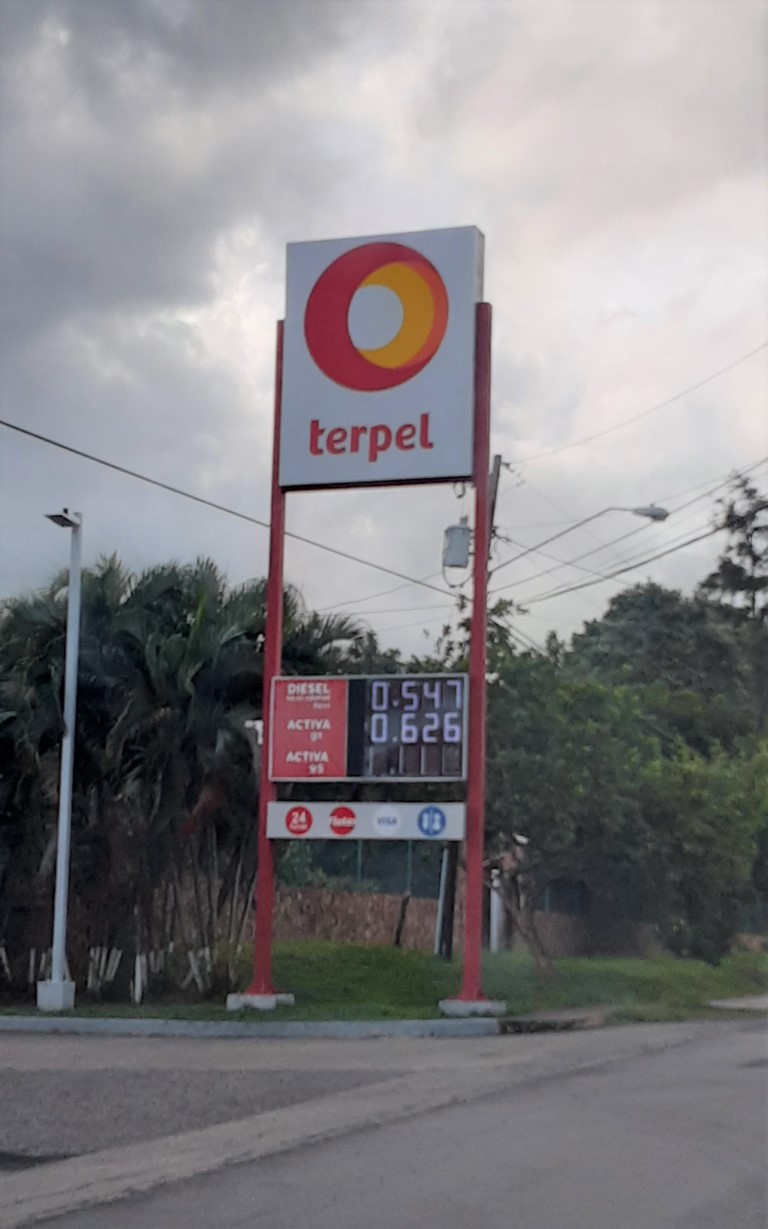 terpel
DIESEL 0.547
ACTIVA 0.626
91
ACTIVA
95
24
VISA